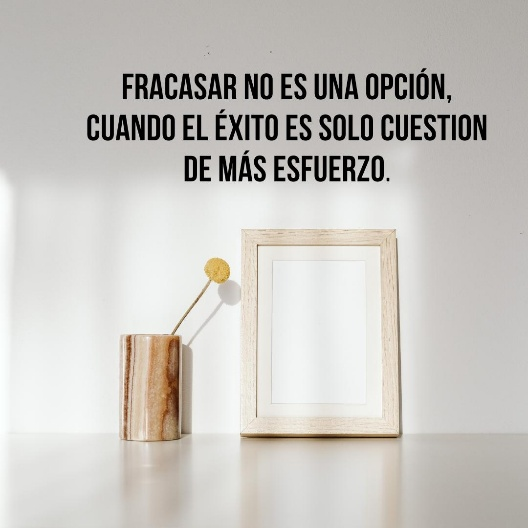 FRACASAR NO ES UNA OPCIÓN,
CUANDO EL ÉXITO ES SOLO CUESTION
DE MÁS ESFUERZO.